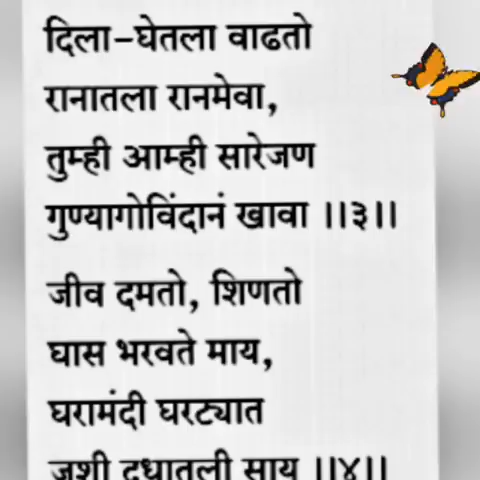 दिला–घेतला वाढतो
रानातला रानमेवा,
तुम्ही आम्ही सारेजण
गुण्यागोविंदानं खावा ।।३।।
जीव दमतो, शिणतो
घास भरवते माय,
घरामंदी घरट्यात
जशी दुधातली साय ।।४।।